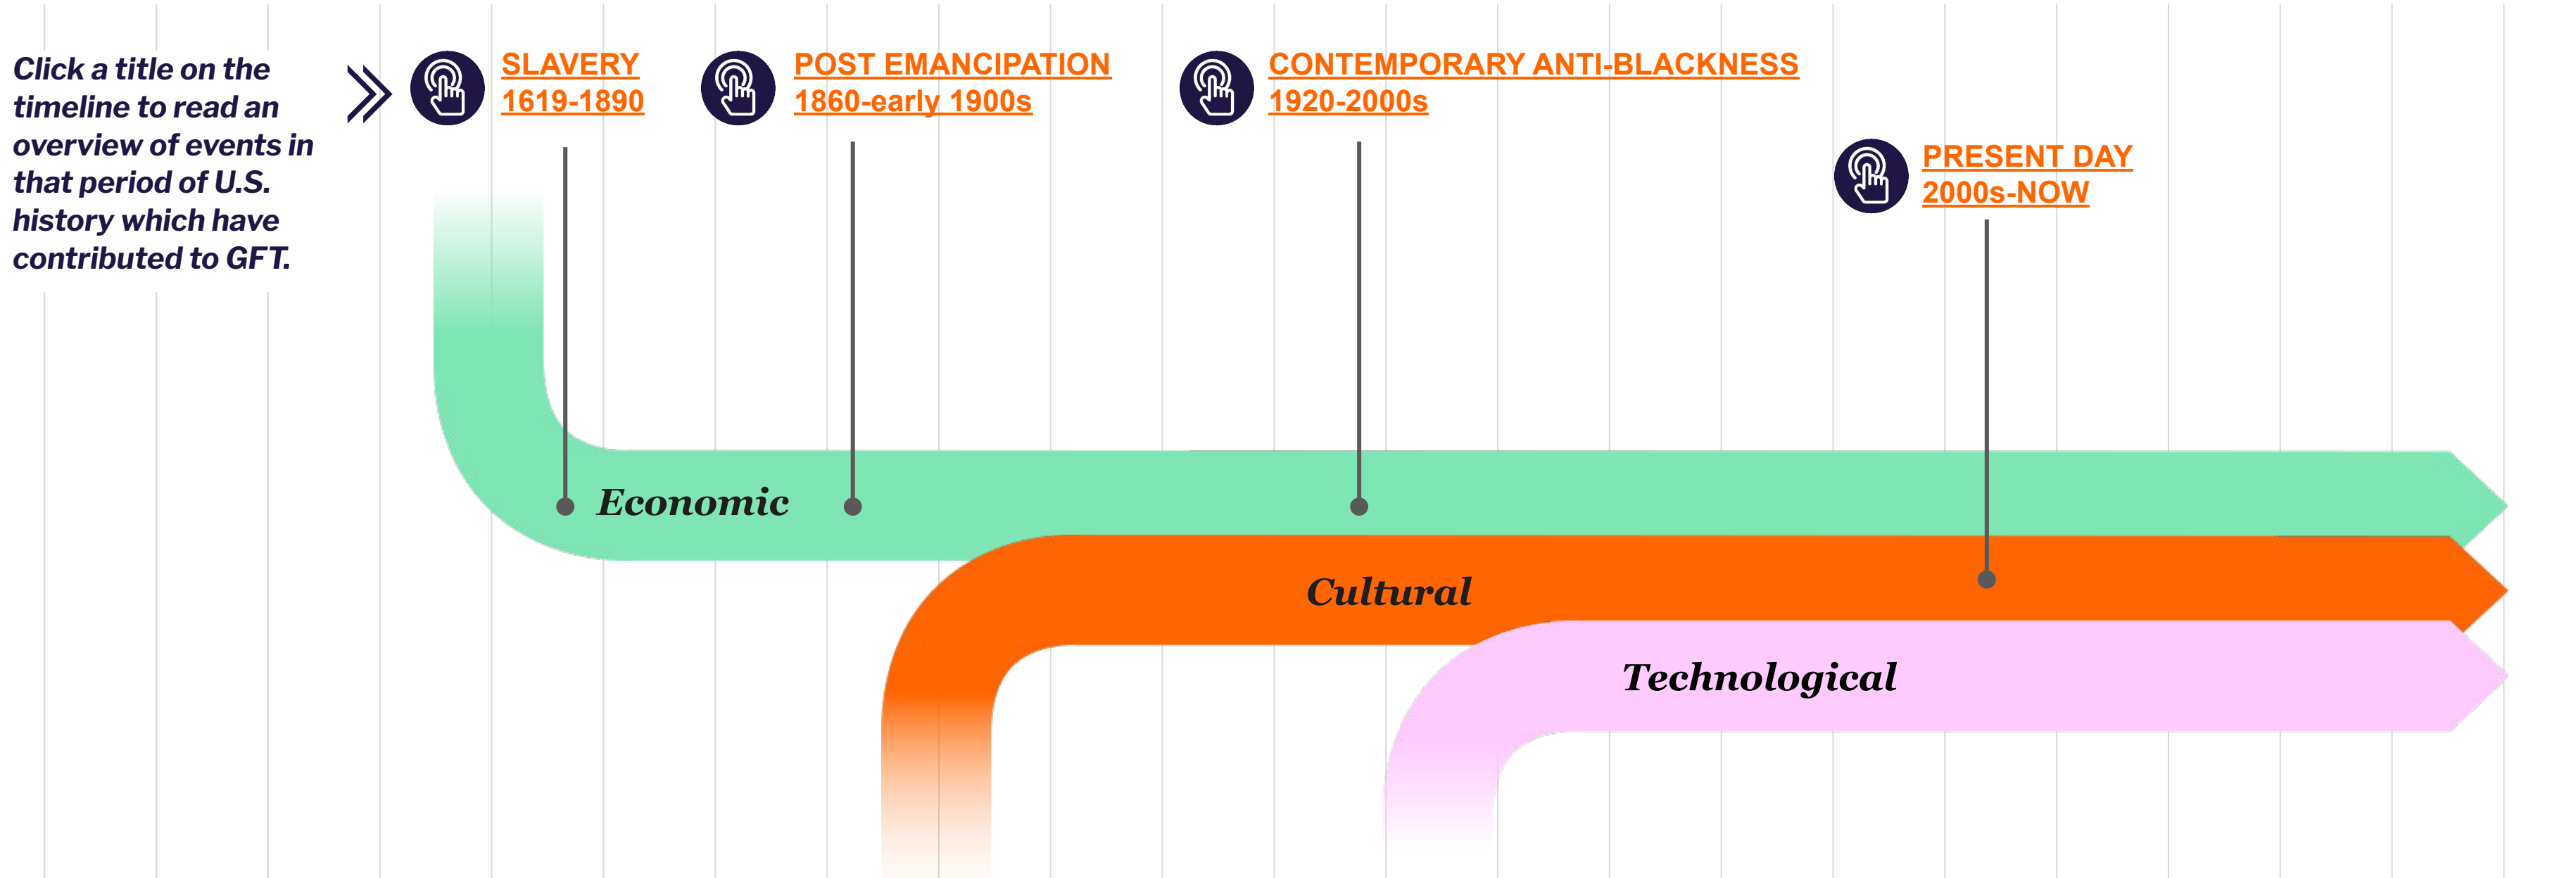 Click a title on the
timeline to read an
overview of events in
that period of U.S.
history which have
contributed to GFT.
SLAVERY
1619-1890
POST EMANCIPATION
1860-early 1900s
CONTEMPORARY ANTI-BLACKNESS
1920-2000s
PRESENT DAY
2000s-NOW
Economic
Cultural
Technological